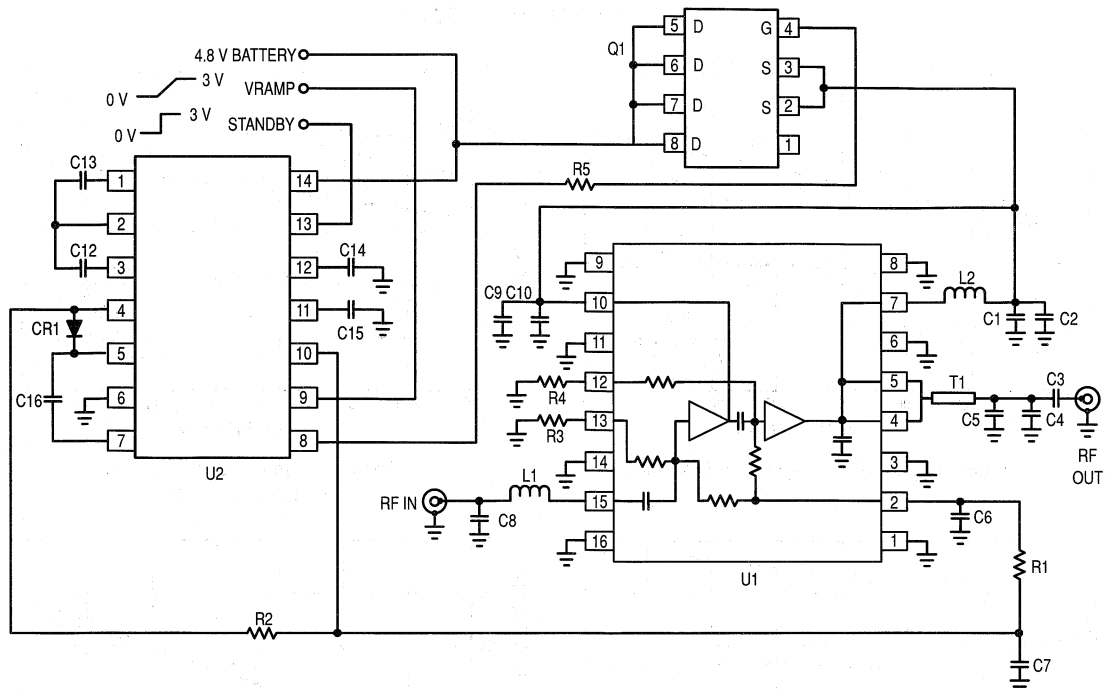 5 D G 4
Q1
6 D S 3
7 D S 2
8 D 1
4.8 V BATTERY
0 V 3 V
VRAMP
0 V 3 V
STANDBY
R5
C13
1 14
2 13
C12
3 12
C14
4 11
C15
CR1
5 10
C16
6 9
7 8
U2
9 8
L2
C9 C10
10 7
C1 C2
11 6
12 5
R4
T1
C3
C5 C4
13 4
R3
RF OUT
14 3
L1
RF IN
15 2
C8
C6
16 1
U1
R1
R2
C7